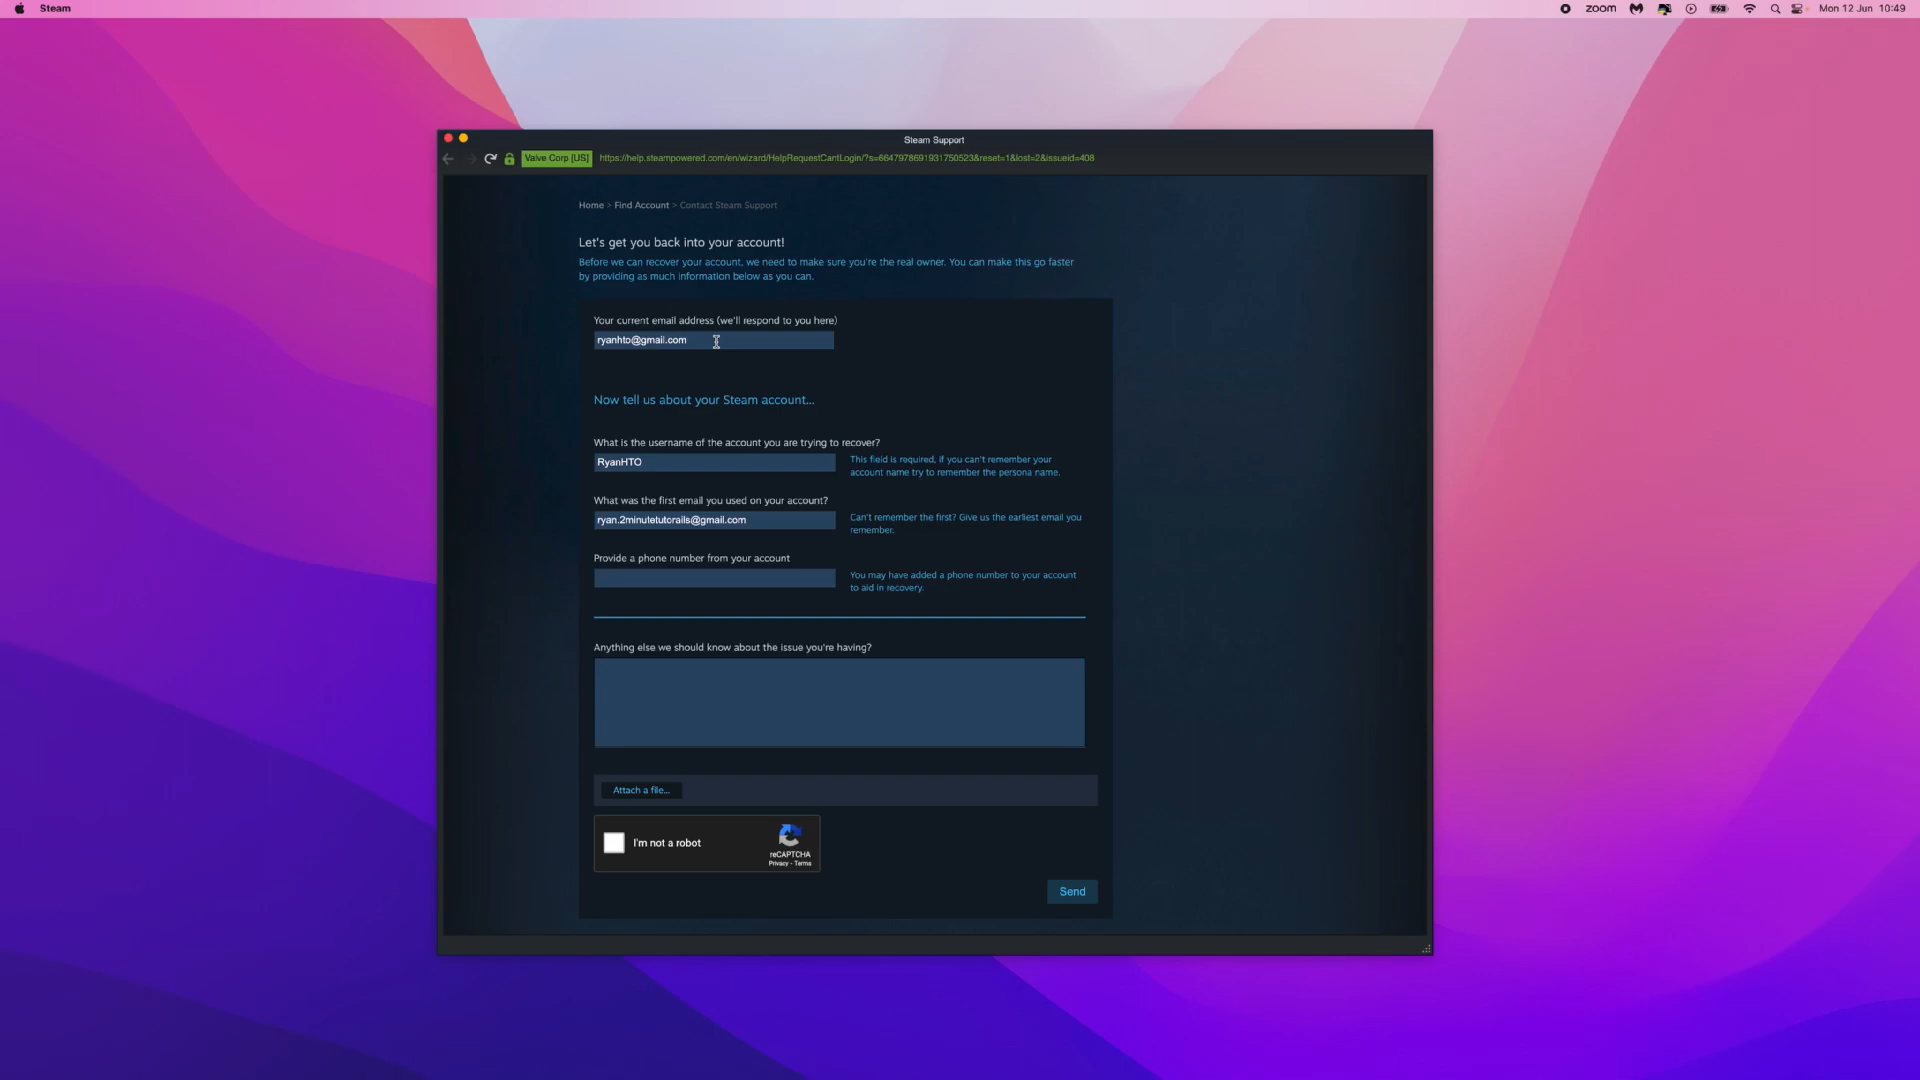 Steam
zoom
Mon 12 Jun 10:49
Steam Support
Valve Corp [US]
https://help.steampowered.com/en/wizard/HelpRequestCantLogin/?s=6647978691931750523&reset=1&lost=2&issueid=408
Home > Find Account > Contact Steam Support
Let's get you back into your account!
Before we can recover your account, we need to make sure you're the real owner. You can make this go faster
by providing as much information below as you can.
Your current email address (we'll respond to you here)
ryanhto@gmail.com
Now tell us about your Steam account...
What is the username of the account you are trying to recover?
RyanHTO
This field is required, if you can't remember your
account name try to remember the persona name.
What was the first email you used on your account?
ryan.2minutetutorails@gmail.com
Can't remember the first? Give us the earliest email you
remember.
Provide a phone number from your account
You may have added a phone number to your account
to aid in recovery.
Anything else we should know about the issue you're having?
Attach a file...
I'm not a robot
reCAPTCHA
Privacy - Terms
Send